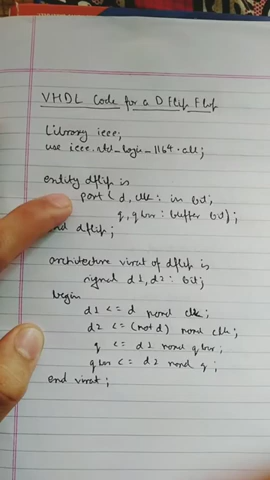 VHDL Code for a D Flip Flop
library ieee;
use ieee.std_logic_1164.all;
entity dflip is
port (d, clk : in bit;
q, qbar : buffer bit);
end dflip;
architecture virat of dflip is
signal d1, d2 : bit;
begin
d1 <= d nand clk;
d2 <= (not d) nand clk;
q <= d1 nand qbar;
qbar <= d2 nand q;
end virat;